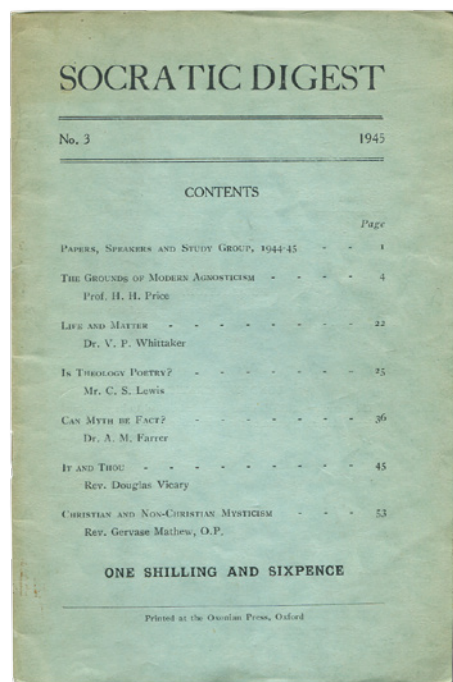 SOCRATIC DIGEST
No. 3 1945
CONTENTS
Page
PAPERS, SPEAKERS AND STUDY GROUP, 1944-45 - - 1
THE GROUNDS OF MODERN AGNOSTICISM - - - - 4
Prof. H. H. Price
LIFE AND MATTER - - - - - - - - 22
Dr. V. P. Whittaker
IS THEOLOGY POETRY? - - - - - - - 25
Mr. C. S. Lewis
CAN MYTH BE FACT? - - - - - - - 36
Dr. A. M. Farrer
IT AND THOU - - - - - - - - - 45
Rev. Douglas Vicary
CHRISTIAN AND NON-CHRISTIAN MYSTICISM - - - 53
Rev. Gervase Mathew, O.P.
ONE SHILLING AND SIXPENCE
Printed at the Oxonian Press, Oxford